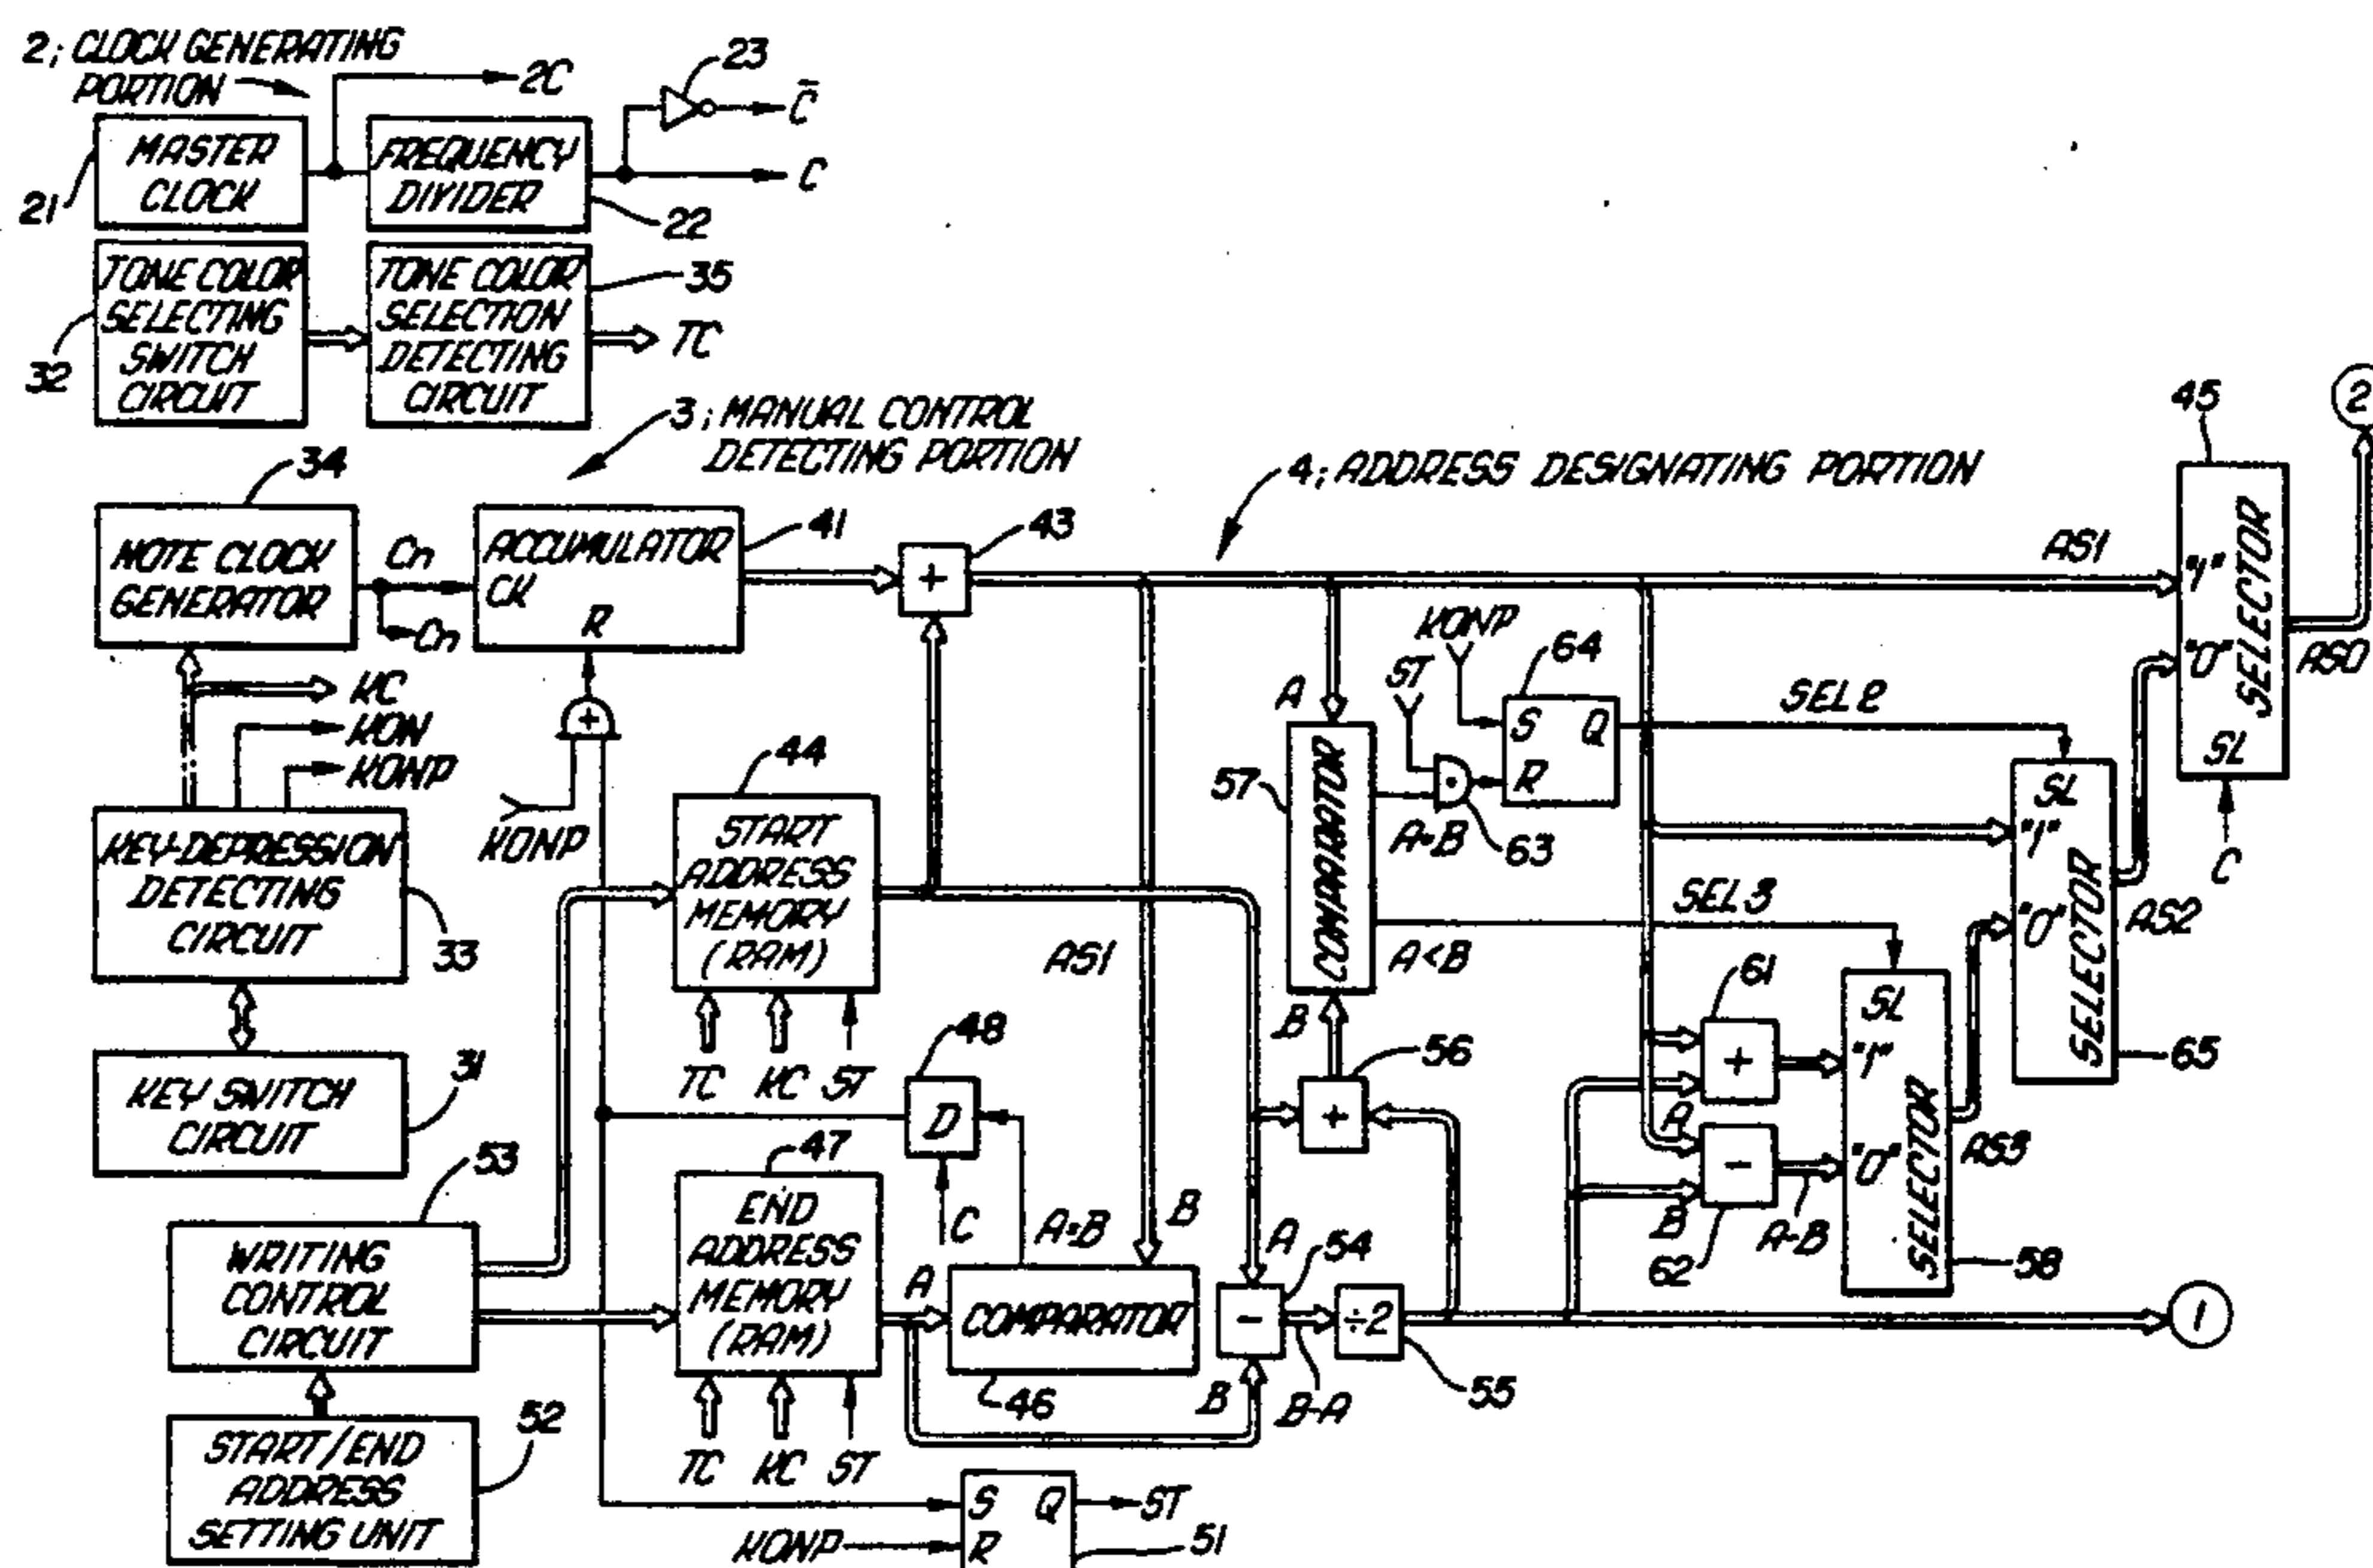 2; CLOCK GENERATING
PORTION
2C
23
C̄
MASTER
CLOCK
FREQUENCY
DIVIDER
C
21
22
TONE COLOR
SELECTING
SWITCH
CIRCUIT
TONE COLOR
SELECTION
DETECTING
CIRCUIT
35
TC
32
3; MANUAL CONTROL
DETECTING PORTION
4; ADDRESS DESIGNATING PORTION
45
2
34
NOTE CLOCK
GENERATOR
Cn
Cn
ACCUMULATOR
CK
R
41
+
43
AS1
"1"
"0"
SELECTOR
SL
AS0
C
KC
KON
KONP
+
KONP
KONP
ST
64
S Q
R
SEL2
A
COMPARATOR
57
A=B
63
SEL3
A<B
B
44
START
ADDRESS
MEMORY
(RAM)
AS1
TC KC ST
SL
"1"
"0"
SELECTOR
AS2
65
KEY-DEPRESSION
DETECTING
CIRCUIT
33
KEY SWITCH
CIRCUIT
31
48
D
C
56
+
61
+
A
-
B
62
A-B
SL
"1"
"0"
SELECTOR
AS3
58
53
WRITING
CONTROL
CIRCUIT
47
END
ADDRESS
MEMORY
(RAM)
TC KC ST
A=B
B
A
COMPARATOR
46
A
54
-
B
B-A
÷2
55
1
START/END
ADDRESS
SETTING UNIT
52
S Q
R
ST
KONP
51